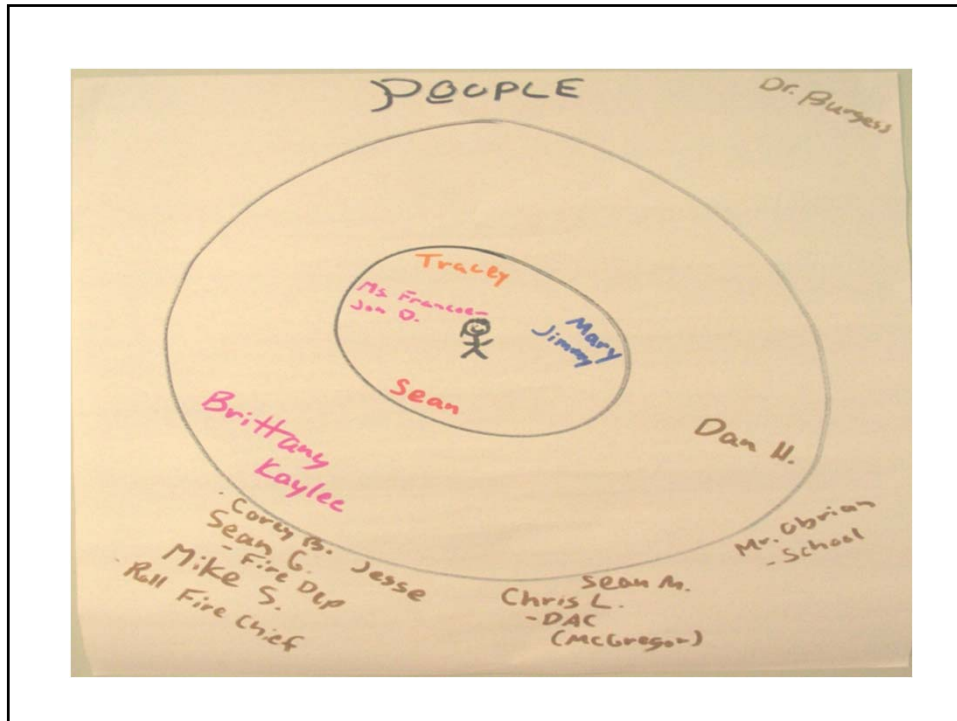 PEOPLE
Dr. Burgess
Tracey
Ms. Francoe-
Jon D.
Mary
Jimmy
Sean
Brittany
Kaylee
Dan H.
- Corey B.
Sean G.
- Fire Dep
Jesse
Mike S.
- Roll Fire Chief
Sean M.
Chris L.
- DAC
(McGregor)
Mr. Obrian
- School